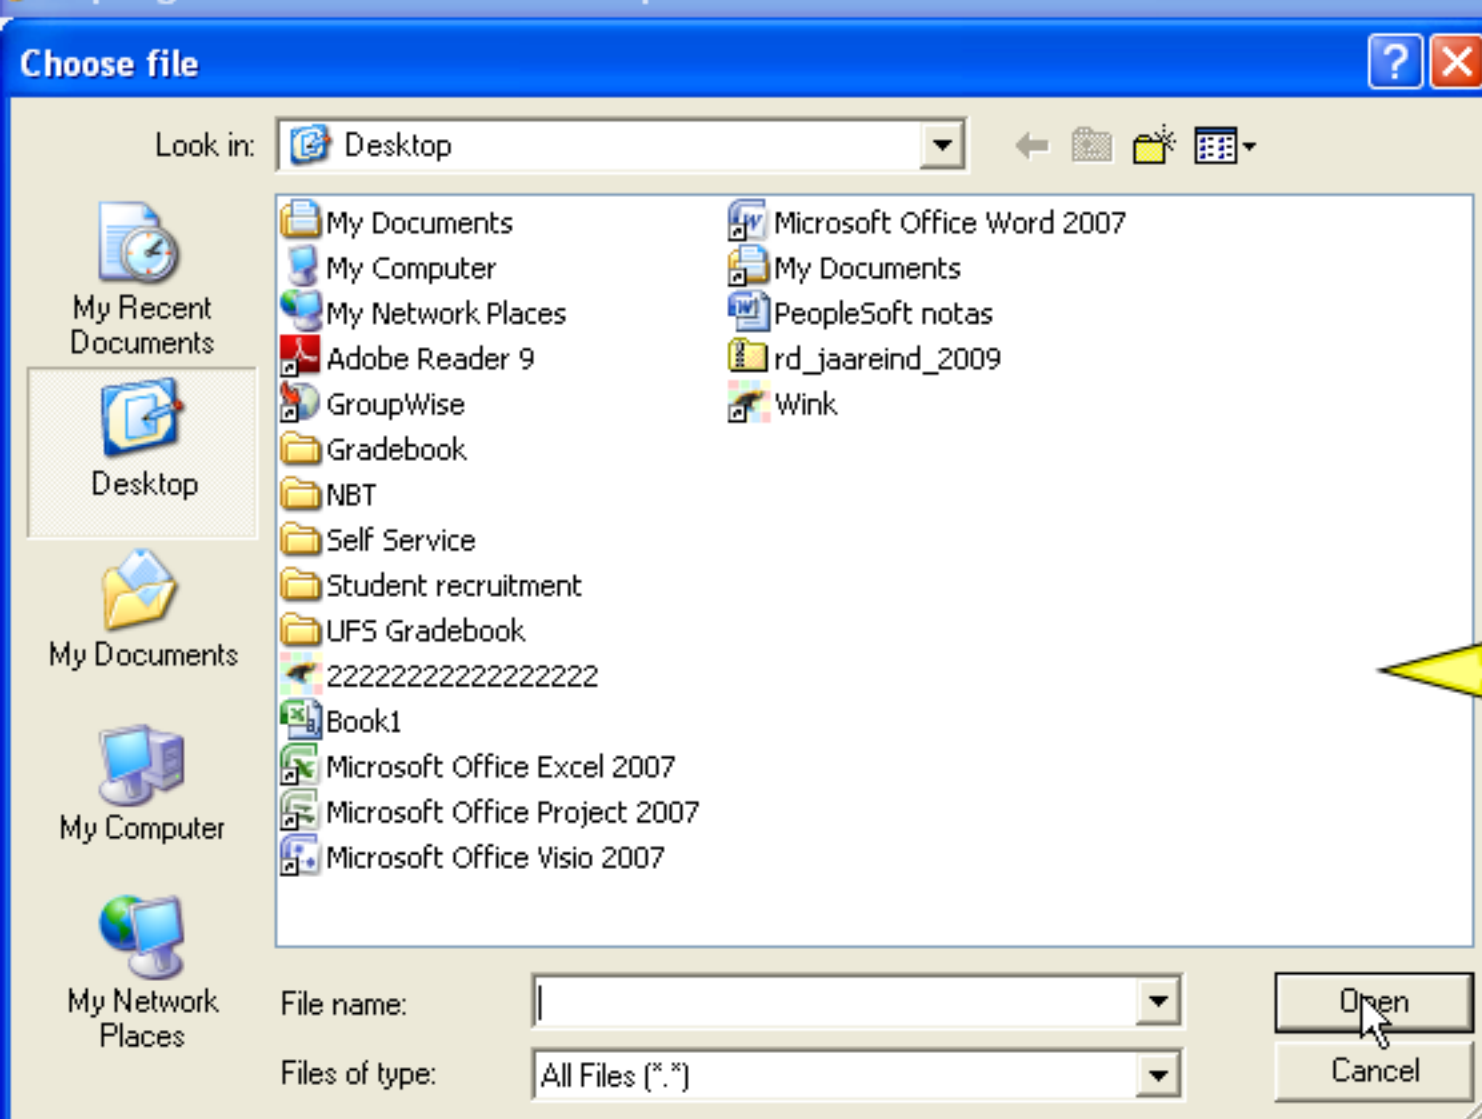 Choose file
Look in:
Desktop
My Recent
Documents
Desktop
My Documents
My Computer
My Network
Places
My Documents
My Computer
My Network Places
Adobe Reader 9
GroupWise
Gradebook
NBT
Self Service
Student recruitment
UFS Gradebook
22222222222222222
Book1
Microsoft Office Excel 2007
Microsoft Office Project 2007
Microsoft Office Visio 2007
Microsoft Office Word 2007
My Documents
PeopleSoft notas
rd_jaareind_2009
Wink
File name:
Open
Files of type:
All Files (*.*)
Cancel